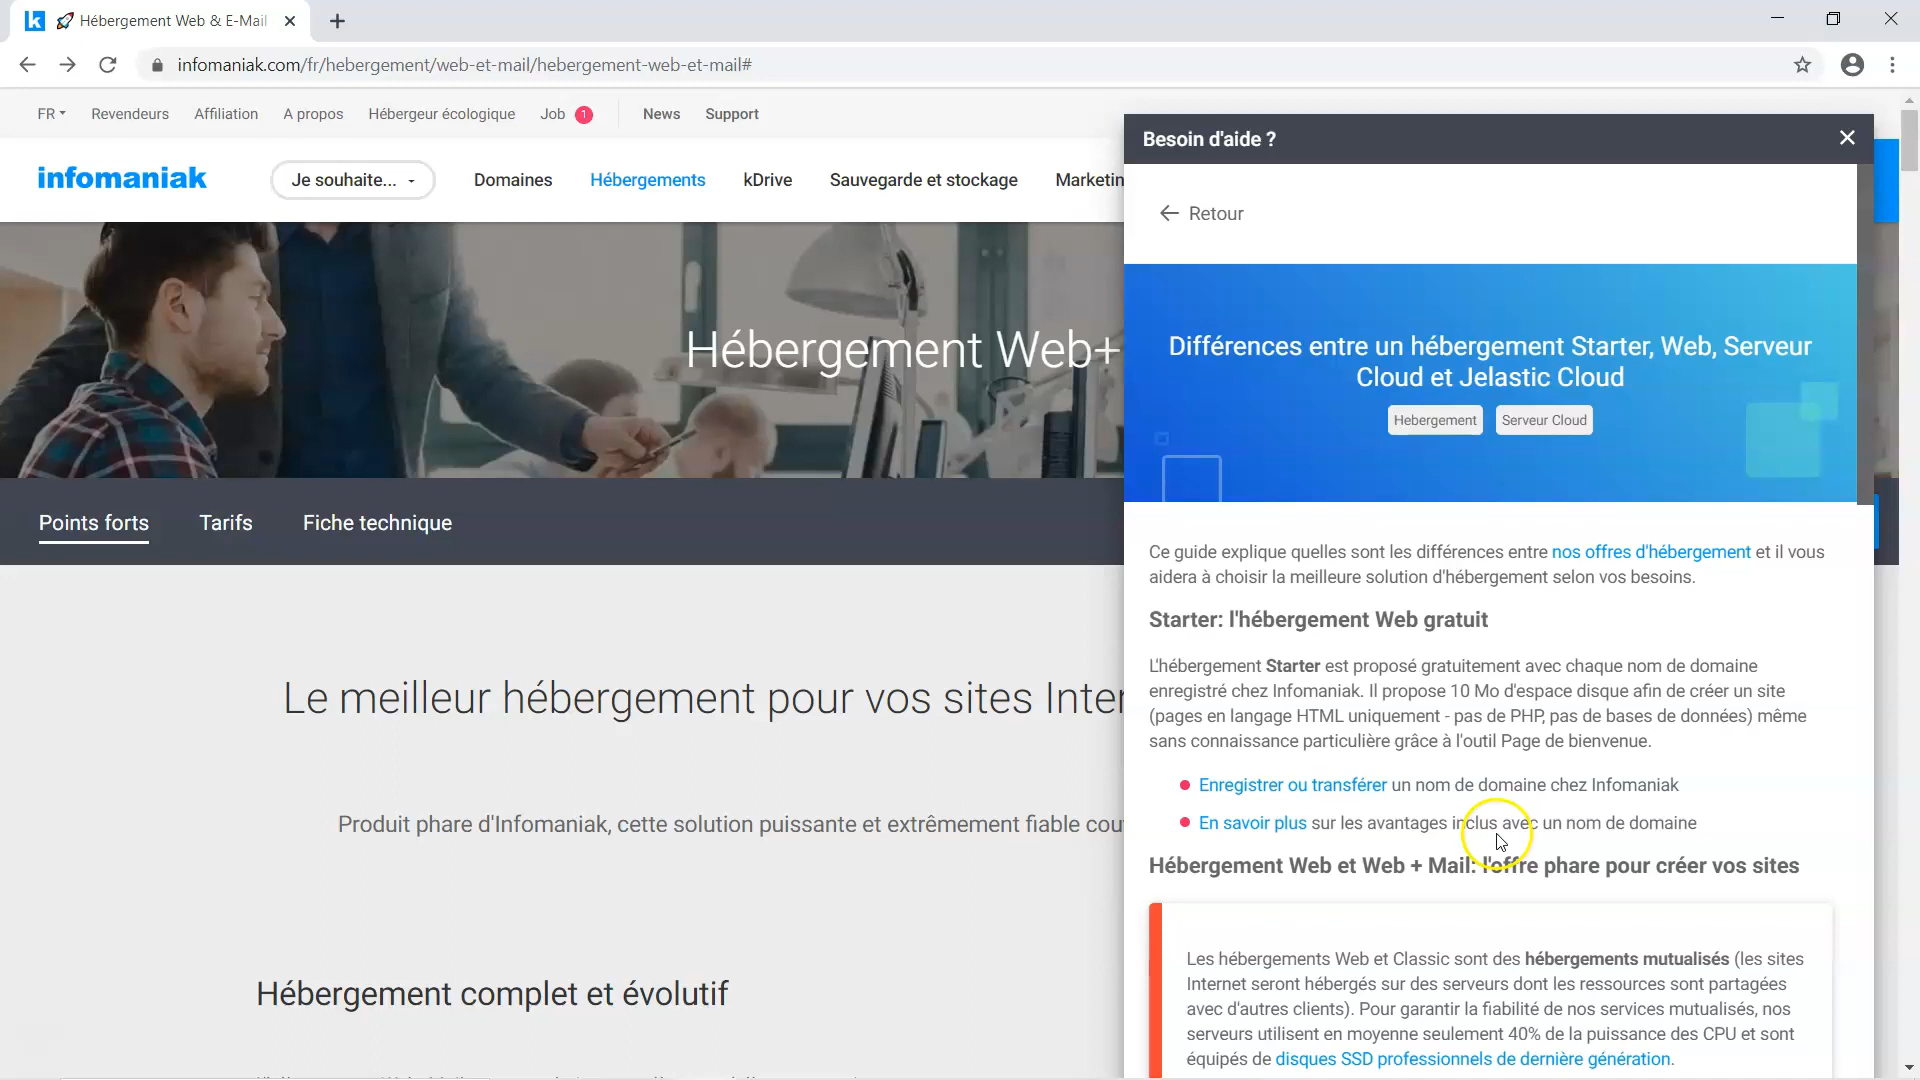 Hébergement Web & E-Mail
infomaniak.com/fr/hebergement/web-et-mail/hebergement-web-et-mail#
FR Revendeurs Affiliation A propos Hébergeur écologique Job 1 News Support
infomaniak Je souhaite... Domaines Hébergements kDrive Sauvegarde et stockage Marketin
Hébergement Web+
Points forts Tarifs Fiche technique
Le meilleur hébergement pour vos sites Inter
Produit phare d'Infomaniak, cette solution puissante et extrêmement fiable cou
Hébergement complet et évolutif
Besoin d'aide ?
Retour
Différences entre un hébergement Starter, Web, Serveur
Cloud et Jelastic Cloud
Hebergement Serveur Cloud
Ce guide explique quelles sont les différences entre nos offres d'hébergement et il vous
aidera à choisir la meilleure solution d'hébergement selon vos besoins.
Starter: l'hébergement Web gratuit
L'hébergement Starter est proposé gratuitement avec chaque nom de domaine
enregistré chez Infomaniak. Il propose 10 Mo d'espace disque afin de créer un site
(pages en langage HTML uniquement - pas de PHP, pas de bases de données) même
sans connaissance particulière grâce à l'outil Page de bienvenue.
Enregistrer ou transférer un nom de domaine chez Infomaniak
En savoir plus sur les avantages inclus avec un nom de domaine
Hébergement Web et Web + Mail: l'offre phare pour créer vos sites
Les hébergements Web et Classic sont des hébergements mutualisés (les sites
Internet seront hébergés sur des serveurs dont les ressources sont partagées
avec d'autres clients). Pour garantir la fiabilité de nos services mutualisés, nos
serveurs utilisent en moyenne seulement 40% de la puissance des CPU et sont
équipés de disques SSD professionnels de dernière génération.